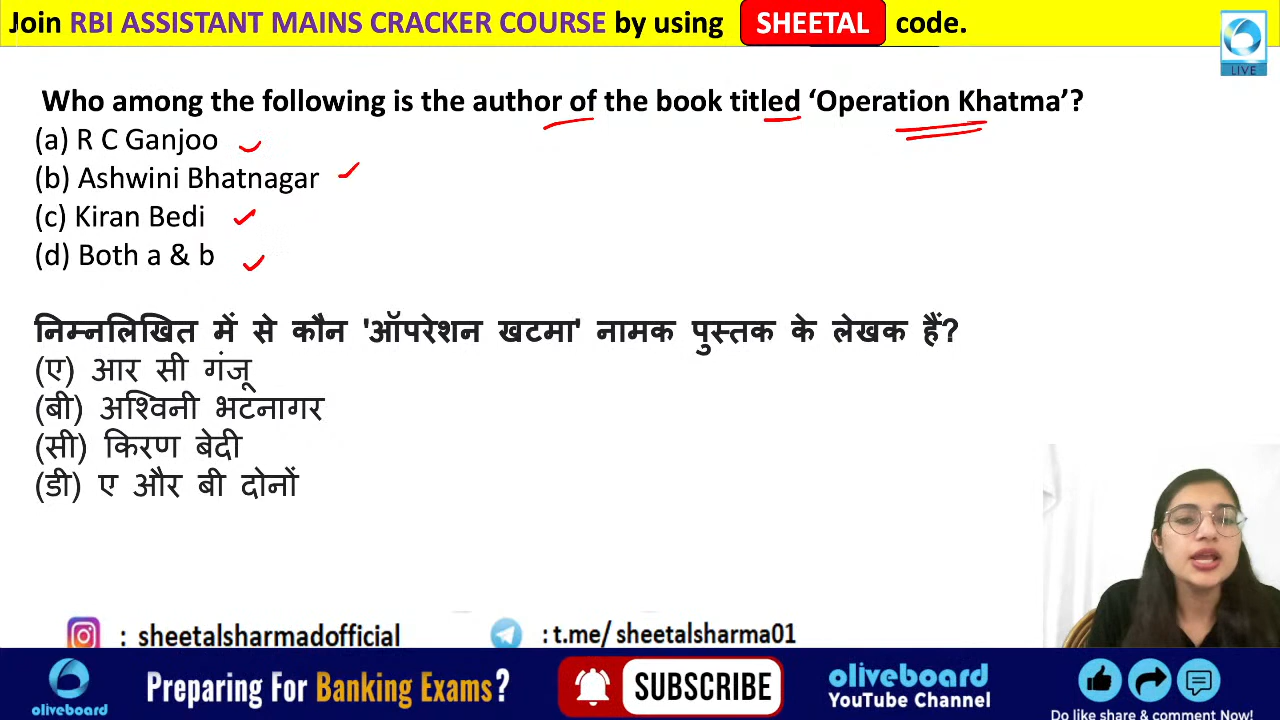 Join RBI ASSISTANT MAINS CRACKER COURSE by using SHEETAL code.
LIVE
Who among the following is the author of the book titled ‘Operation Khatma’?
(a) R C Ganjoo
(b) Ashwini Bhatnagar
(c) Kiran Bedi
(d) Both a & b
निम्नलिखित में से कौन 'ऑपरेशन खटमा' नामक पुस्तक के लेखक हैं?
(ए) आर सी गंजू
(बी) अश्विनी भटनागर
(सी) किरण बेदी
(डी) ए और बी दोनों
: sheetalsharmadofficial
: t.me/ sheetalsharma01
oliveboard
Preparing For Banking Exams?
SUBSCRIBE
oliveboard
YouTube Channel
Do like share & comment Now!